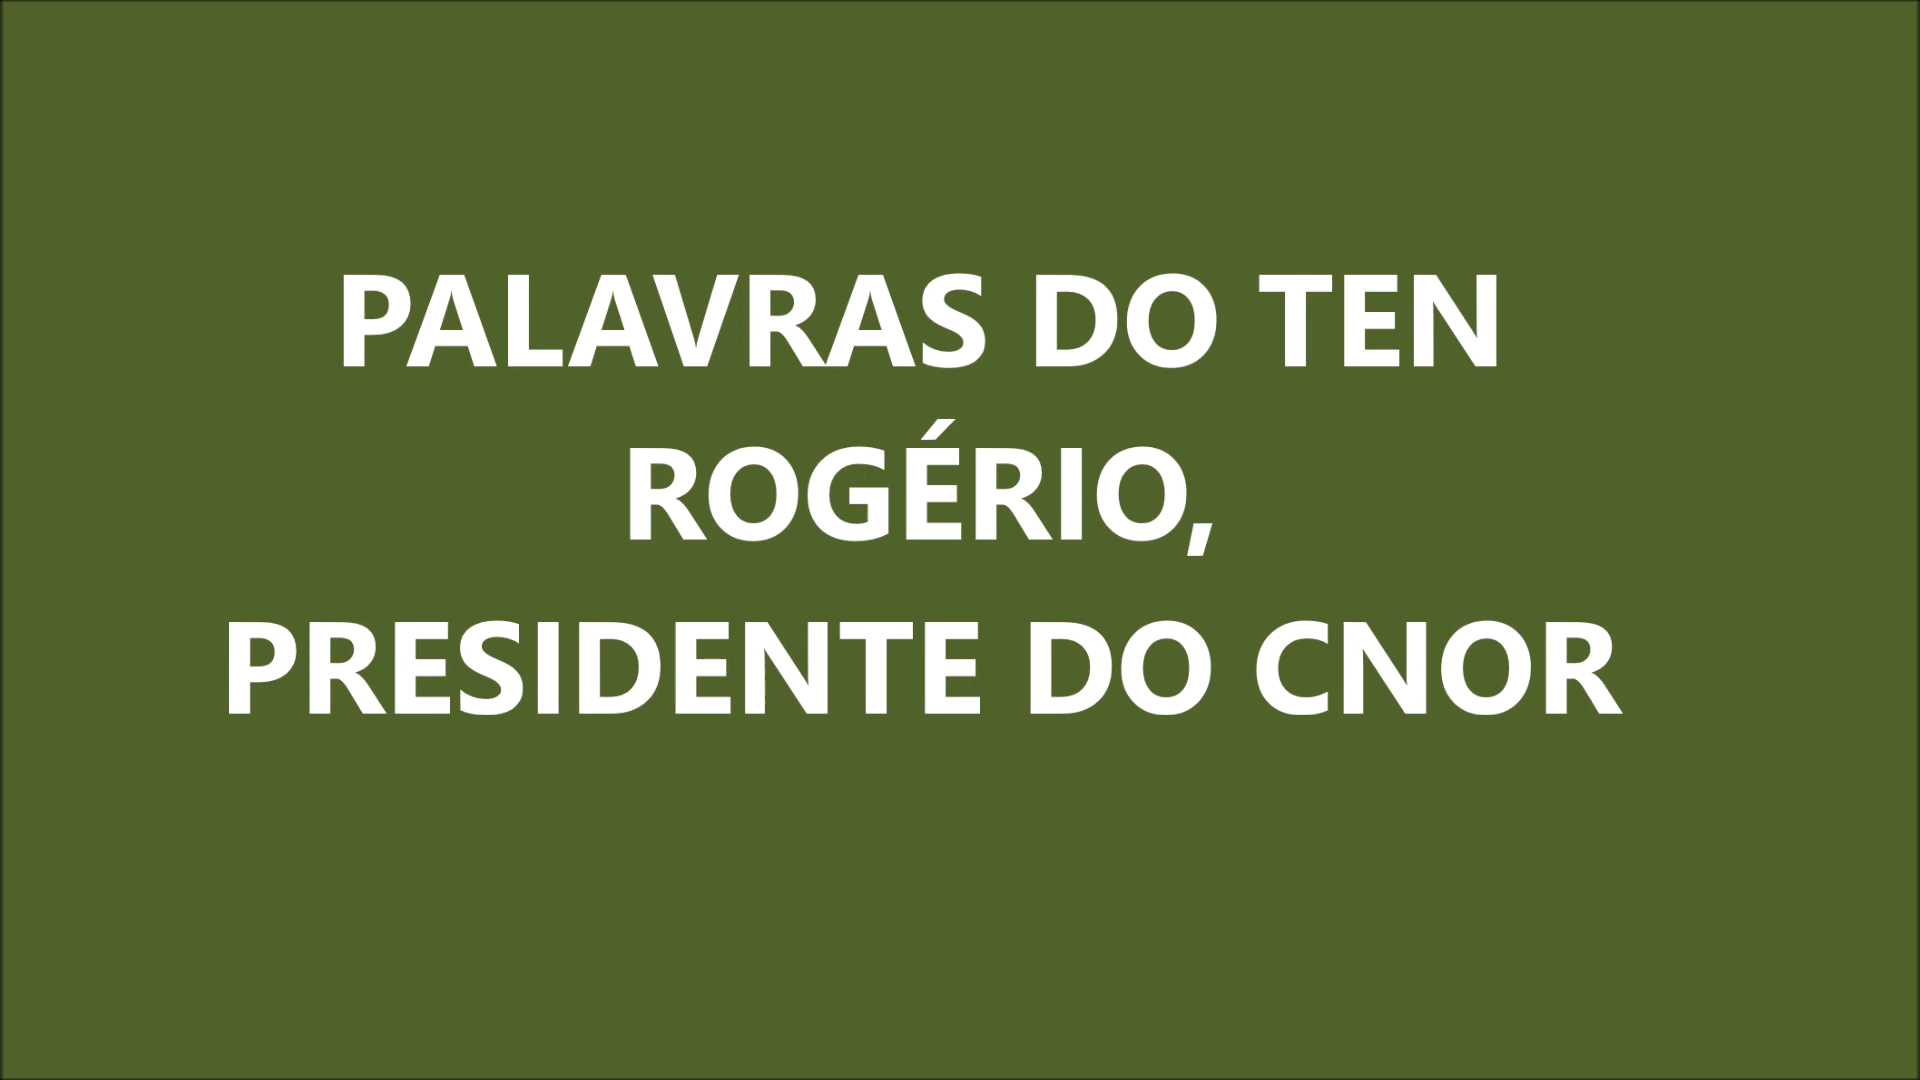 PALAVRAS DO TEN
ROGÉRIO,
PRESIDENTE DO CNOR